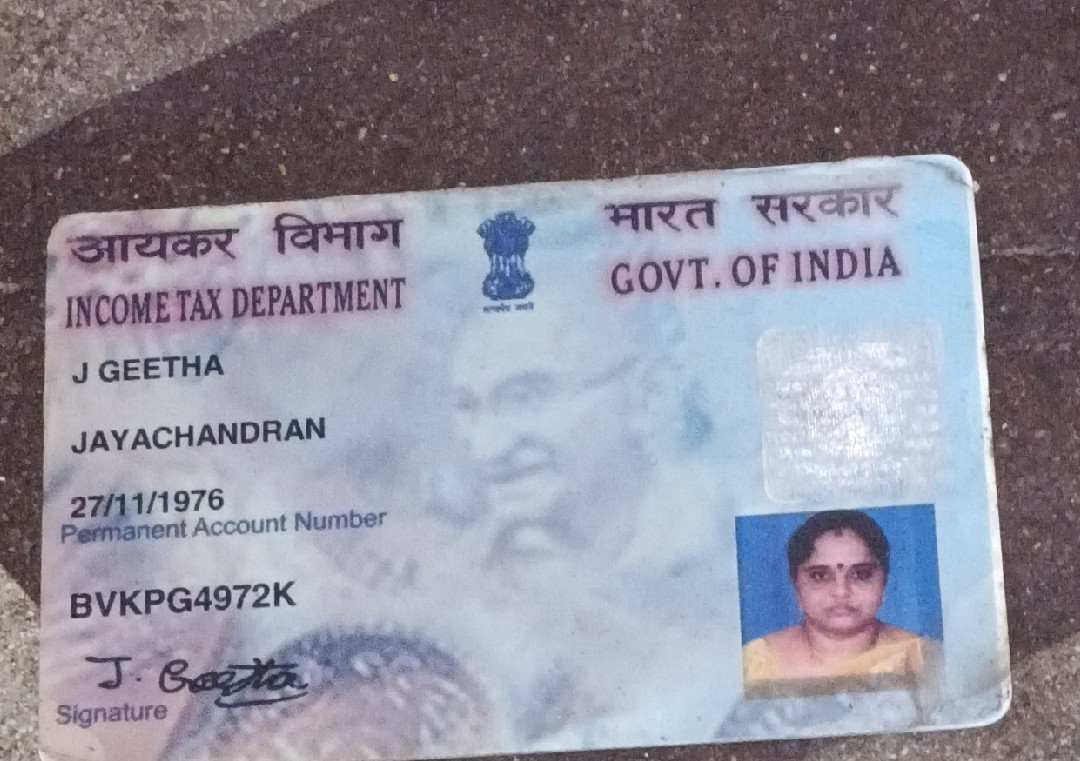 आयकर विभाग
INCOME TAX DEPARTMENT
भारत सरकार
GOVT. OF INDIA
J GEETHA
JAYACHANDRAN
27/11/1976
Permanent Account Number
BVKPG4972K
J. Geetha
Signature